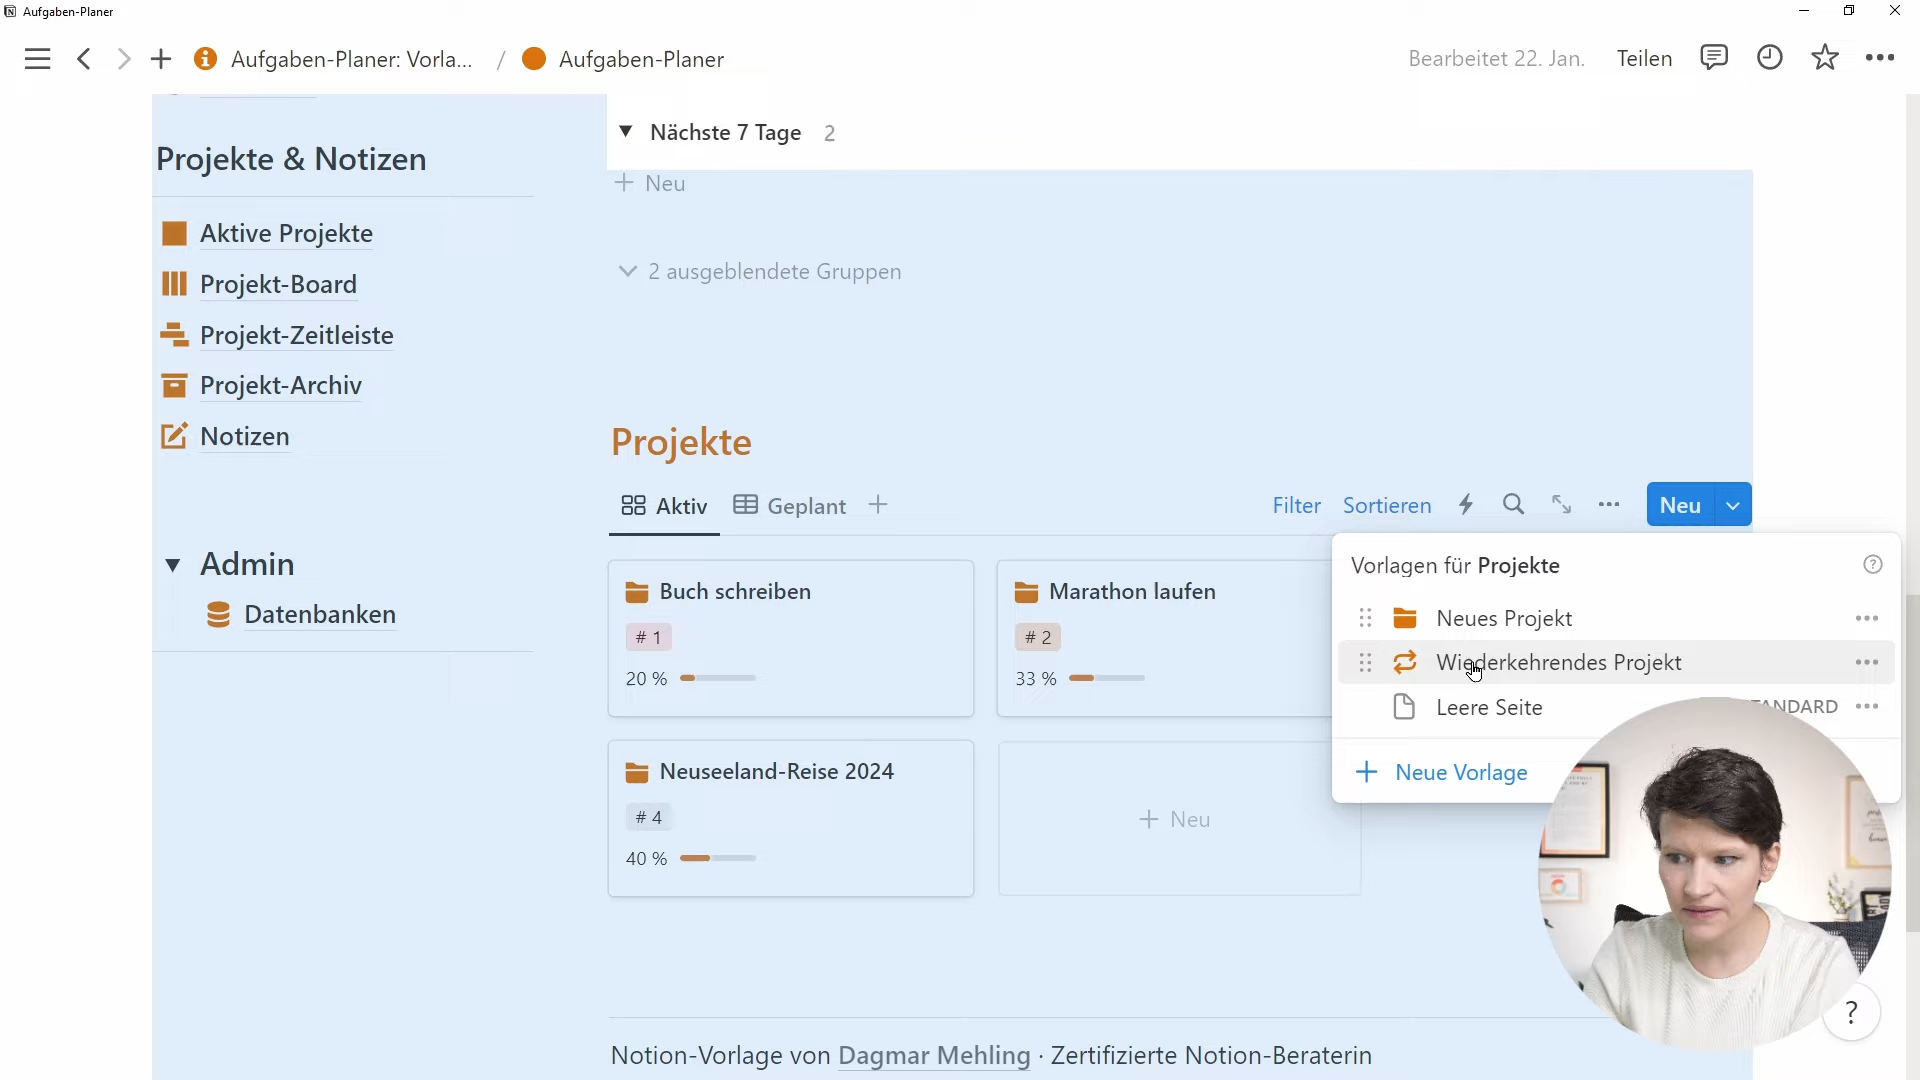 Aufgaben-Planer
Aufgaben-Planer: Vorla... / Aufgaben-Planer
Bearbeitet 22. Jan. Teilen
Projekte & Notizen
Aktive Projekte
Projekt-Board
Projekt-Zeitleiste
Projekt-Archiv
Notizen
Admin
Datenbanken
Nächste 7 Tage 2
+ Neu
2 ausgeblendete Gruppen
Projekte
Aktiv Geplant +
Filter Sortieren Neu
Buch schreiben
# 1
20 %
Marathon laufen
# 2
33 %
Neuseeland-Reise 2024
# 4
40 %
+ Neu
Vorlagen für Projekte
Neues Projekt
Wiederkehrendes Projekt
Leere Seite
+ Neue Vorlage
?
Notion-Vorlage von Dagmar Mehling · Zertifizierte Notion-Beraterin